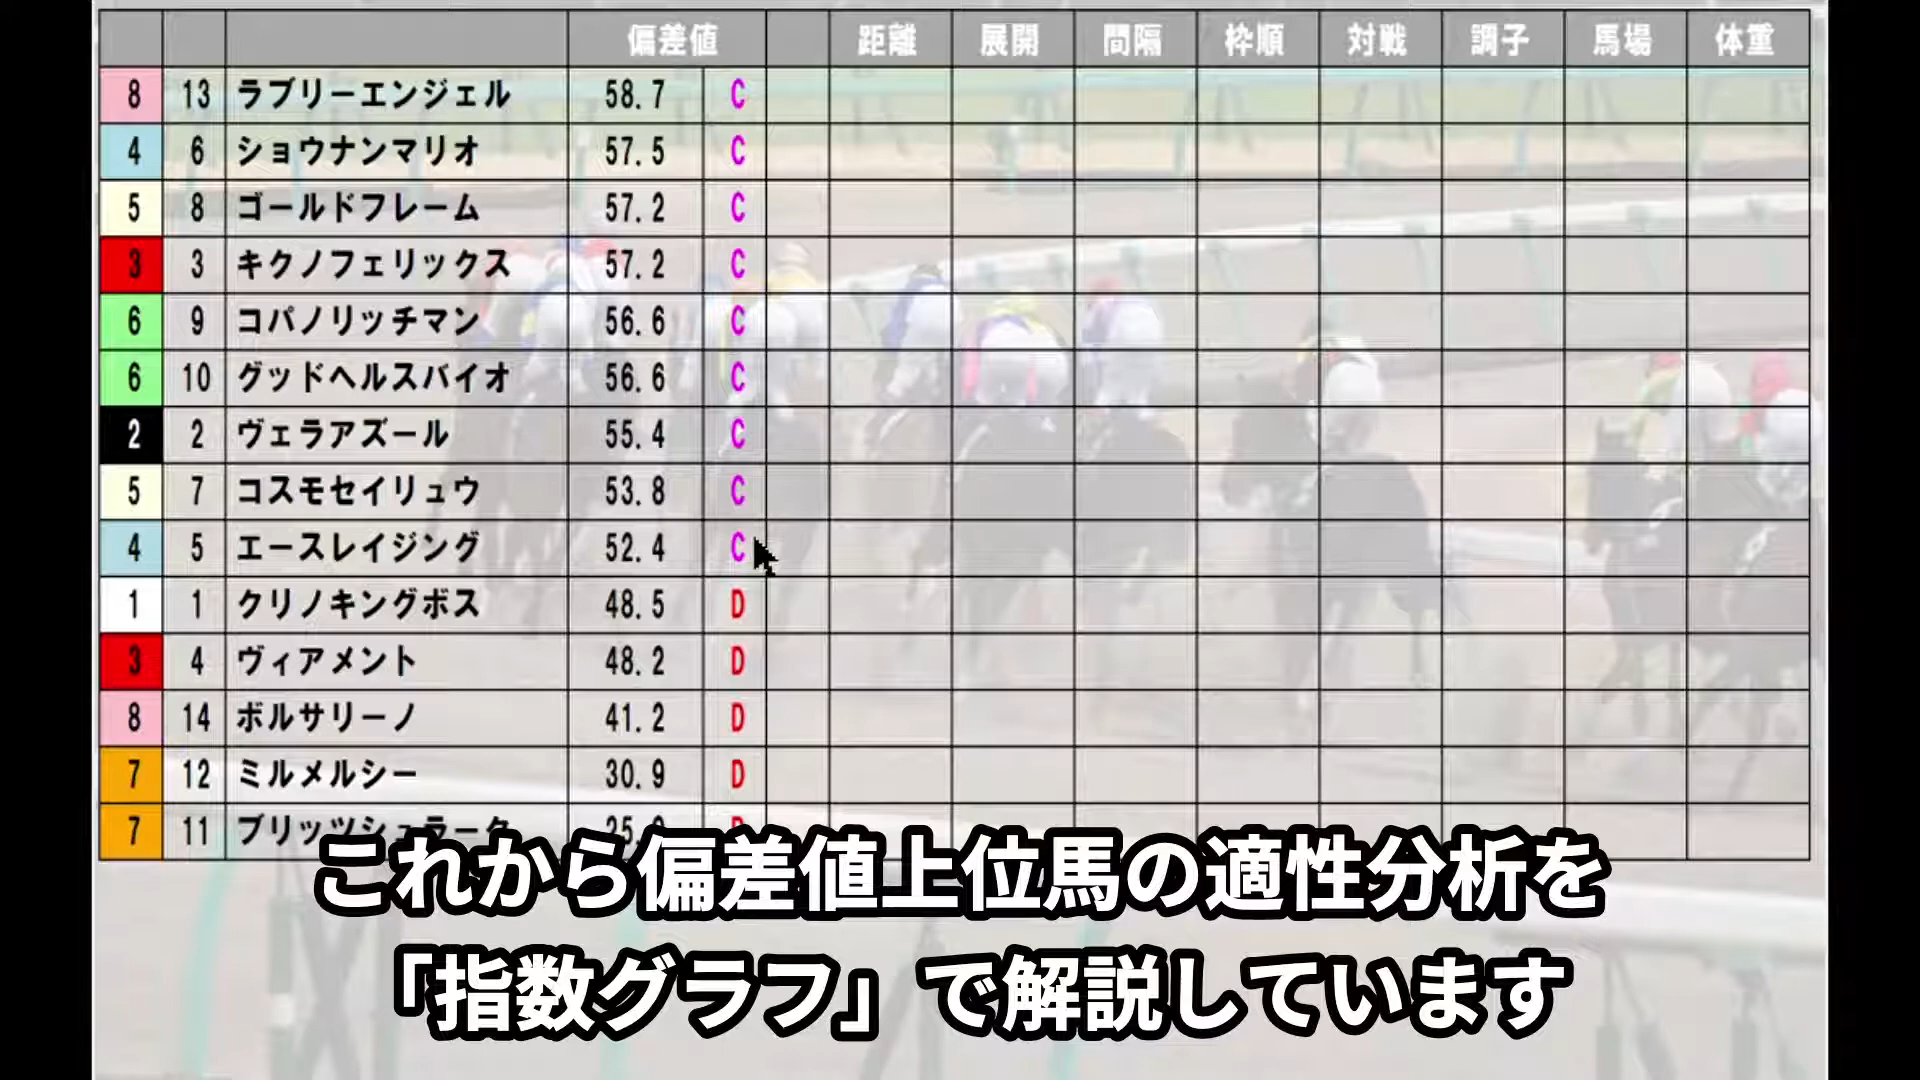 偏差値 距離 展開 間隔 枠順 対戦 調子 馬場 体重
8 13 ラブリーエンジェル 58.7 C
4 6 ショウナンマリオ 57.5 C
5 8 ゴールドフレーム 57.2 C
3 3 キクノフェリックス 57.2 C
6 9 コパノリッチマン 56.6 C
6 10 グッドヘルスバイオ 56.6 C
2 2 ヴェラアズール 55.4 C
5 7 コスモセイリュウ 53.8 C
4 5 エースレイジング 52.4 C
1 1 クリノキングボス 48.5 D
3 4 ヴィアメント 48.2 D
8 14 ボルサリーノ 41.2 D
7 12 ミルメルシー 30.9 D
7 11 ブリッツシュラーク
これから偏差値上位馬の適性分析を
「指数グラフ」で解説しています